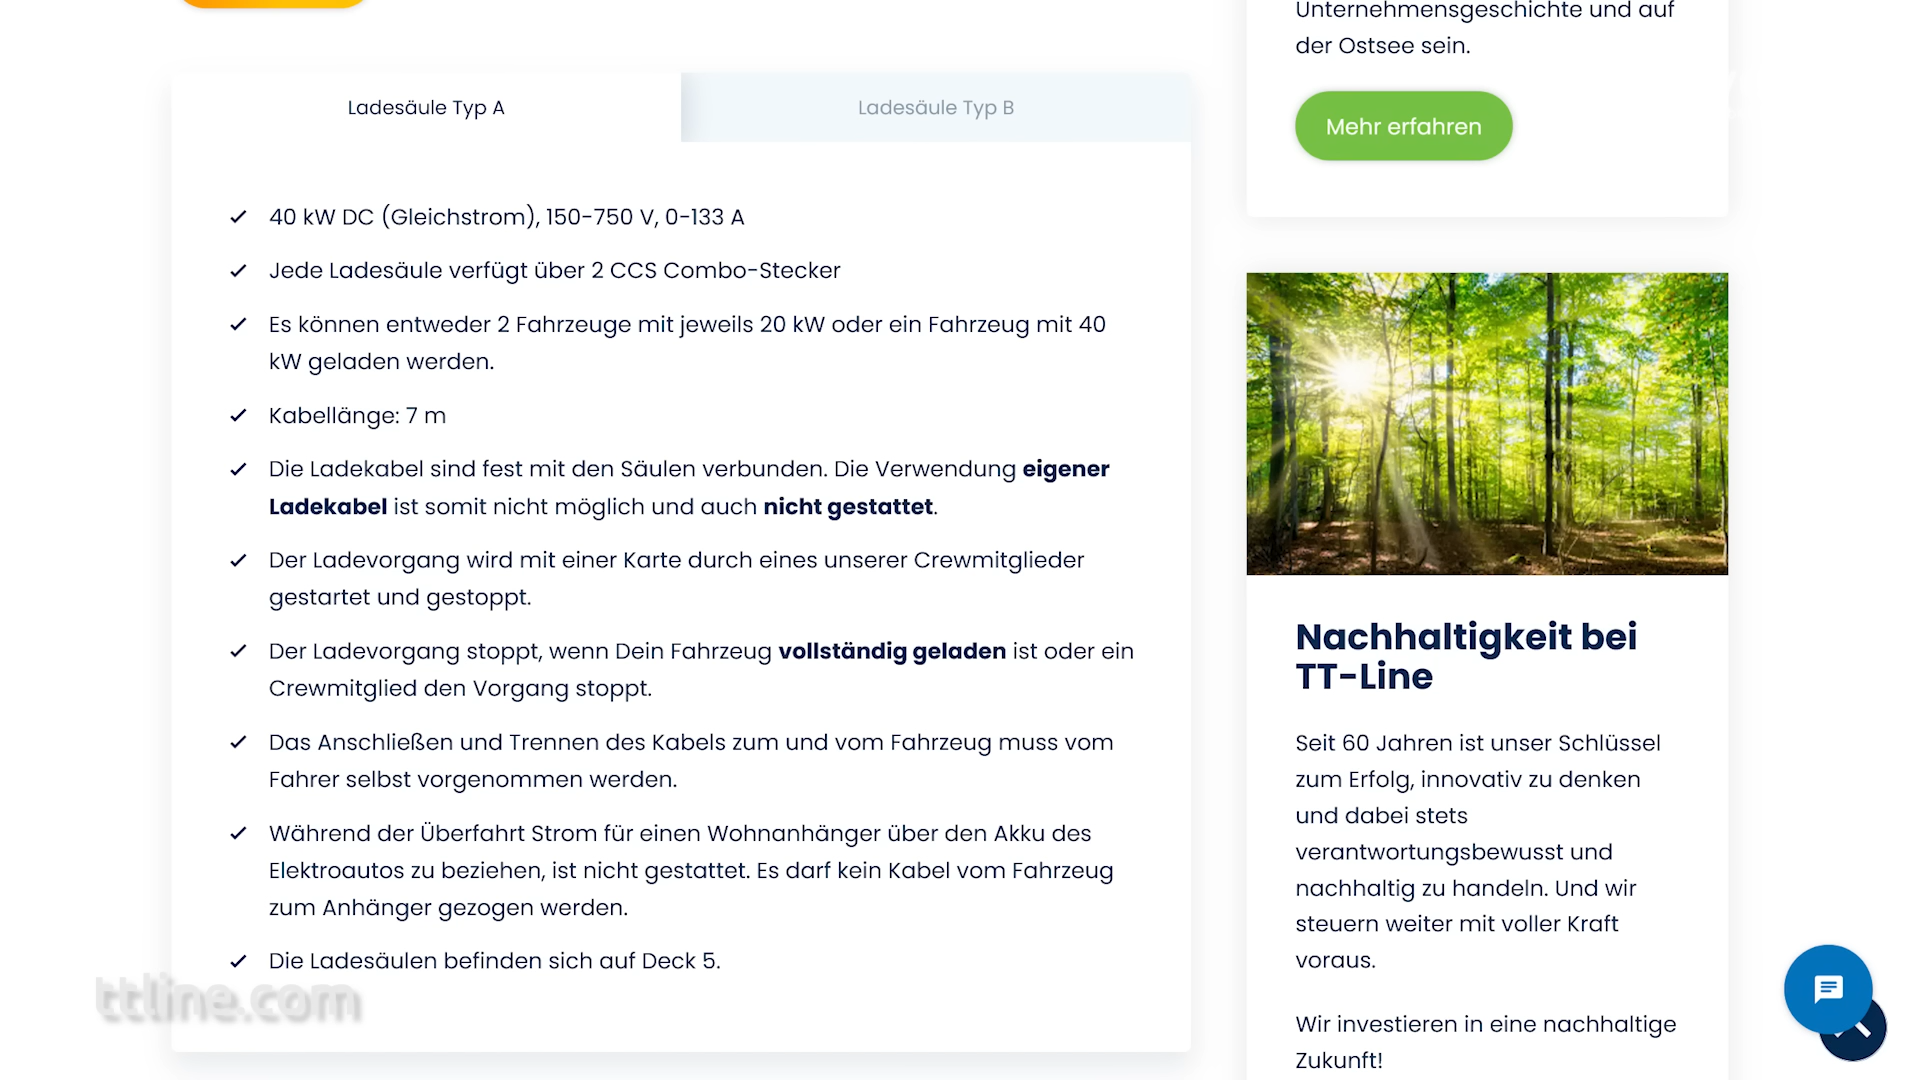 Ladesäule Typ A
Ladesäule Typ B
40 kW DC (Gleichstrom), 150-750 V, 0-133 A
Jede Ladesäule verfügt über 2 CCS Combo-Stecker
Es können entweder 2 Fahrzeuge mit jeweils 20 kW oder ein Fahrzeug mit 40
kW geladen werden.
Kabellänge: 7 m
Die Ladekabel sind fest mit den Säulen verbunden. Die Verwendung eigener
Ladekabel ist somit nicht möglich und auch nicht gestattet.
Der Ladevorgang wird mit einer Karte durch eines unserer Crewmitglieder
gestartet und gestoppt.
Der Ladevorgang stoppt, wenn Dein Fahrzeug vollständig geladen ist oder ein
Crewmitglied den Vorgang stoppt.
Das Anschließen und Trennen des Kabels zum und vom Fahrzeug muss vom
Fahrer selbst vorgenommen werden.
Während der Überfahrt Strom für einen Wohnanhänger über den Akku des
Elektroautos zu beziehen, ist nicht gestattet. Es darf kein Kabel vom Fahrzeug
zum Anhänger gezogen werden.
Die Ladesäulen befinden sich auf Deck 5.
ttline.com
Unternehmensgeschichte und auf
der Ostsee sein.
Mehr erfahren
Nachhaltigkeit bei
TT-Line
Seit 60 Jahren ist unser Schlüssel
zum Erfolg, innovativ zu denken
und dabei stets
verantwortungsbewusst und
nachhaltig zu handeln. Und wir
steuern weiter mit voller Kraft
voraus.
Wir investieren in eine nachhaltige
Zukunft!